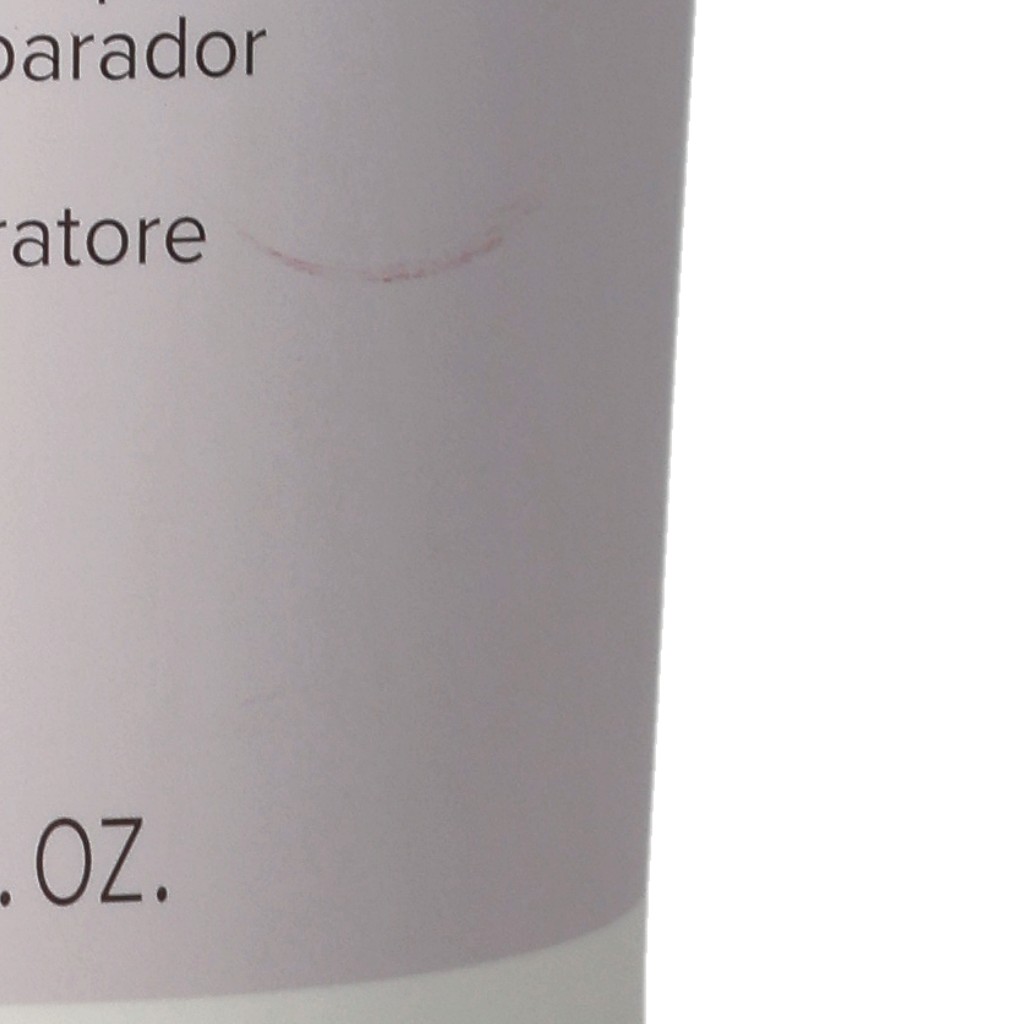 parador
ratore
. OZ.